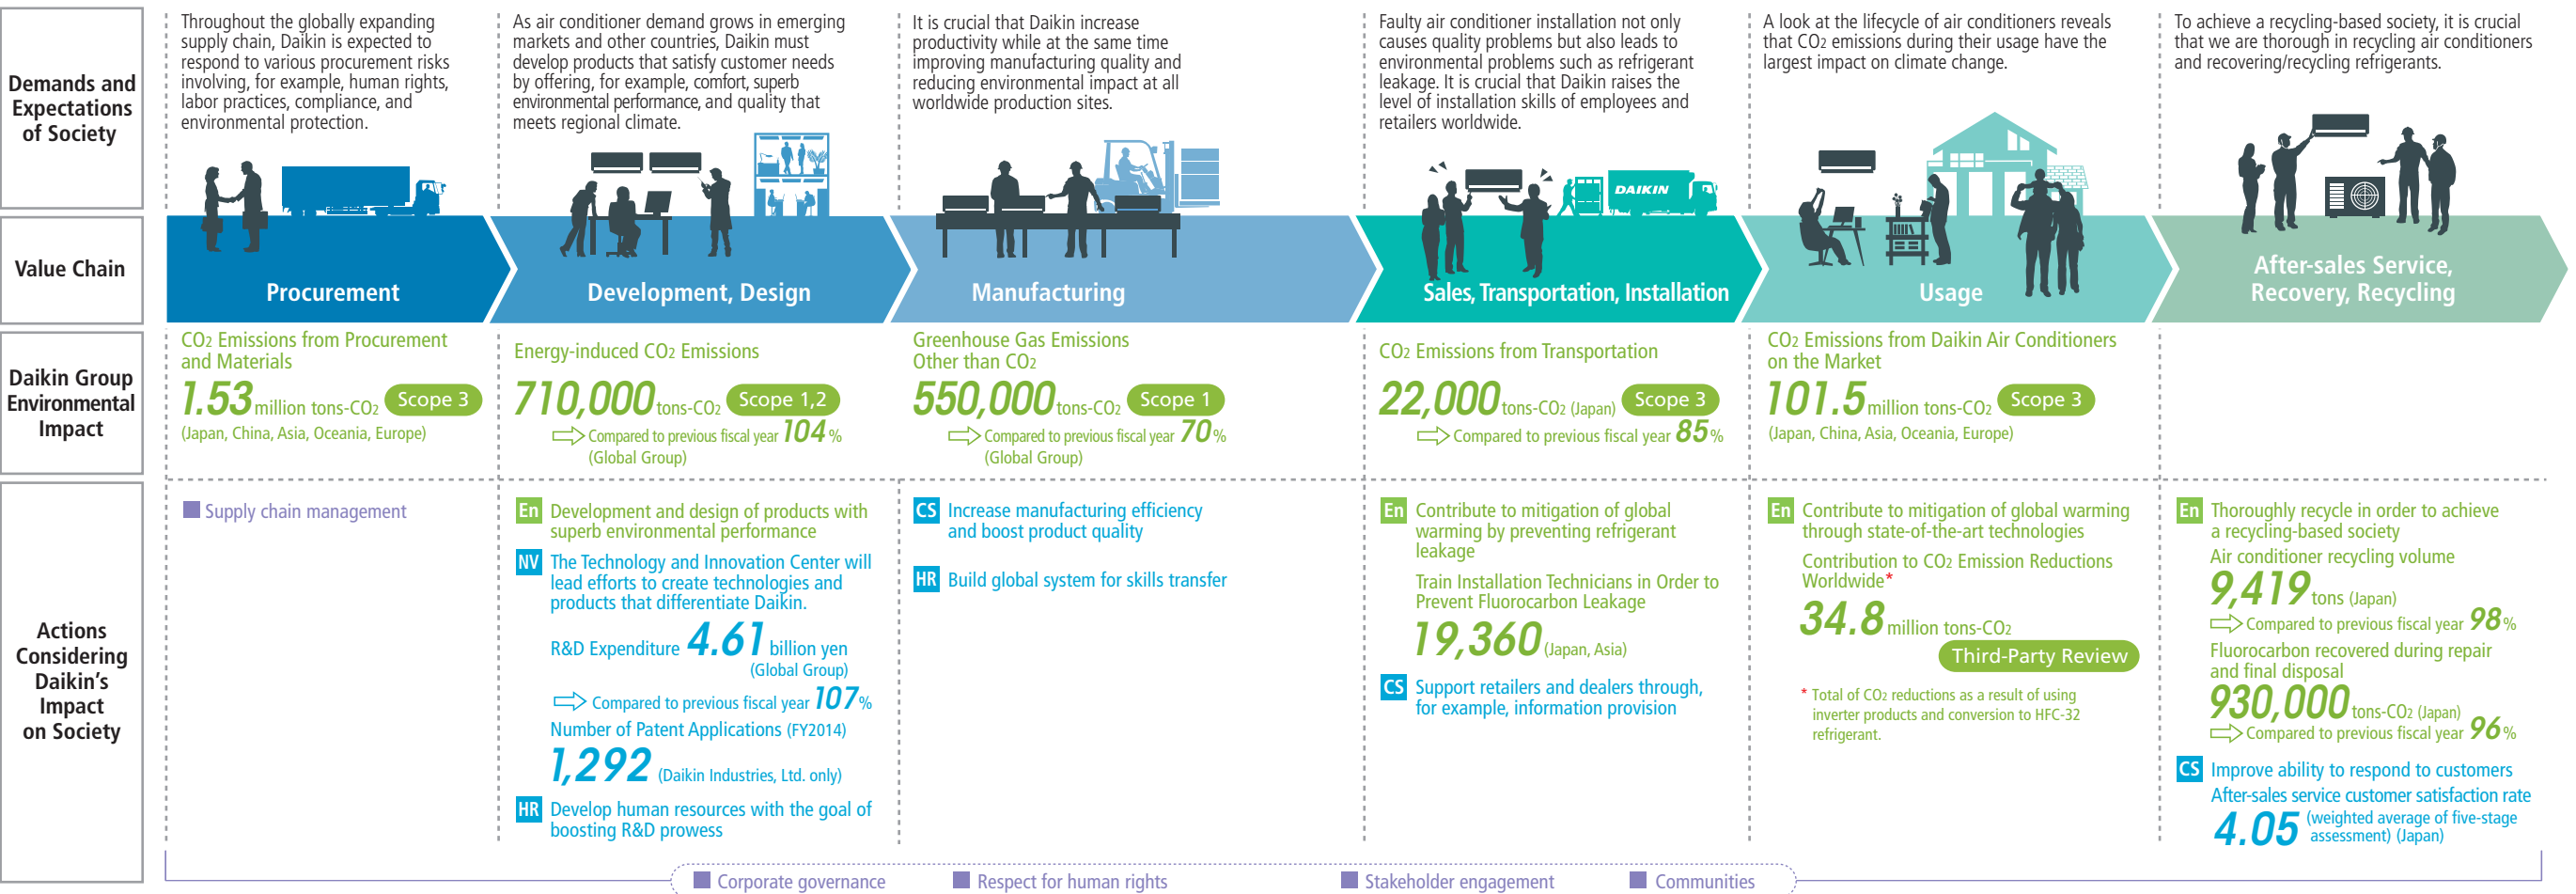 Demands and
Expectations
of Society
Throughout the globally expanding
supply chain, Daikin is expected to
respond to various procurement risks
involving, for example, human rights,
labor practices, compliance, and
environmental protection.
As air conditioner demand grows in emerging
markets and other countries, Daikin must
develop products that satisfy customer needs
by offering, for example, comfort, superb
environmental performance, and quality that
meets regional climate.
It is crucial that Daikin increase
productivity while at the same time
improving manufacturing quality and
reducing environmental impact at all
worldwide production sites.
Faulty air conditioner installation not only
causes quality problems but also leads to
environmental problems such as refrigerant
leakage. It is crucial that Daikin raises the
level of installation skills of employees and
retailers worldwide.
A look at the lifecycle of air conditioners reveals
that CO2 emissions during their usage have the
largest impact on climate change.
To achieve a recycling-based society, it is crucial
that we are thorough in recycling air conditioners
and recovering/recycling refrigerants.
DAIKIN
Value Chain
Procurement
Development, Design
Manufacturing
Sales, Transportation, Installation
Usage
After-sales Service,
Recovery, Recycling
Daikin Group
Environmental
Impact
CO2 Emissions from Procurement
and Materials
1.53 million tons-CO2 Scope 3
(Japan, China, Asia, Oceania, Europe)
Energy-induced CO2 Emissions
710,000 tons-CO2 Scope 1,2
Compared to previous fiscal year 104%
(Global Group)
Greenhouse Gas Emissions
Other than CO2
550,000 tons-CO2 Scope 1
Compared to previous fiscal year 70%
(Global Group)
CO2 Emissions from Transportation
22,000 tons-CO2 (Japan) Scope 3
Compared to previous fiscal year 85%
CO2 Emissions from Daikin Air Conditioners
on the Market
101.5 million tons-CO2 Scope 3
(Japan, China, Asia, Oceania, Europe)
Actions
Considering
Daikin's
Impact
on Society
Supply chain management
En Development and design of products with
superb environmental performance
NV The Technology and Innovation Center will
lead efforts to create technologies and
products that differentiate Daikin.
R&D Expenditure 4.61 billion yen
(Global Group)
Compared to previous fiscal year 107%
Number of Patent Applications (FY2014)
1,292 (Daikin Industries, Ltd. only)
HR Develop human resources with the goal of
boosting R&D prowess
CS Increase manufacturing efficiency
and boost product quality
HR Build global system for skills transfer
En Contribute to mitigation of global
warming by preventing refrigerant
leakage
Train Installation Technicians in Order to
Prevent Fluorocarbon Leakage
19,360 (Japan, Asia)
CS Support retailers and dealers through,
for example, information provision
En Contribute to mitigation of global warming
through state-of-the-art technologies
Contribution to CO2 Emission Reductions
Worldwide*
34.8 million tons-CO2
Third-Party Review
* Total of CO2 reductions as a result of using
inverter products and conversion to HFC-32
refrigerant.
En Thoroughly recycle in order to achieve
a recycling-based society
Air conditioner recycling volume
9,419 tons (Japan)
Compared to previous fiscal year 98%
Fluorocarbon recovered during repair
and final disposal
930,000 tons-CO2 (Japan)
Compared to previous fiscal year 96%
CS Improve ability to respond to customers
After-sales service customer satisfaction rate
4.05 (weighted average of five-stage
assessment) (Japan)
Corporate governance
Respect for human rights
Stakeholder engagement
Communities